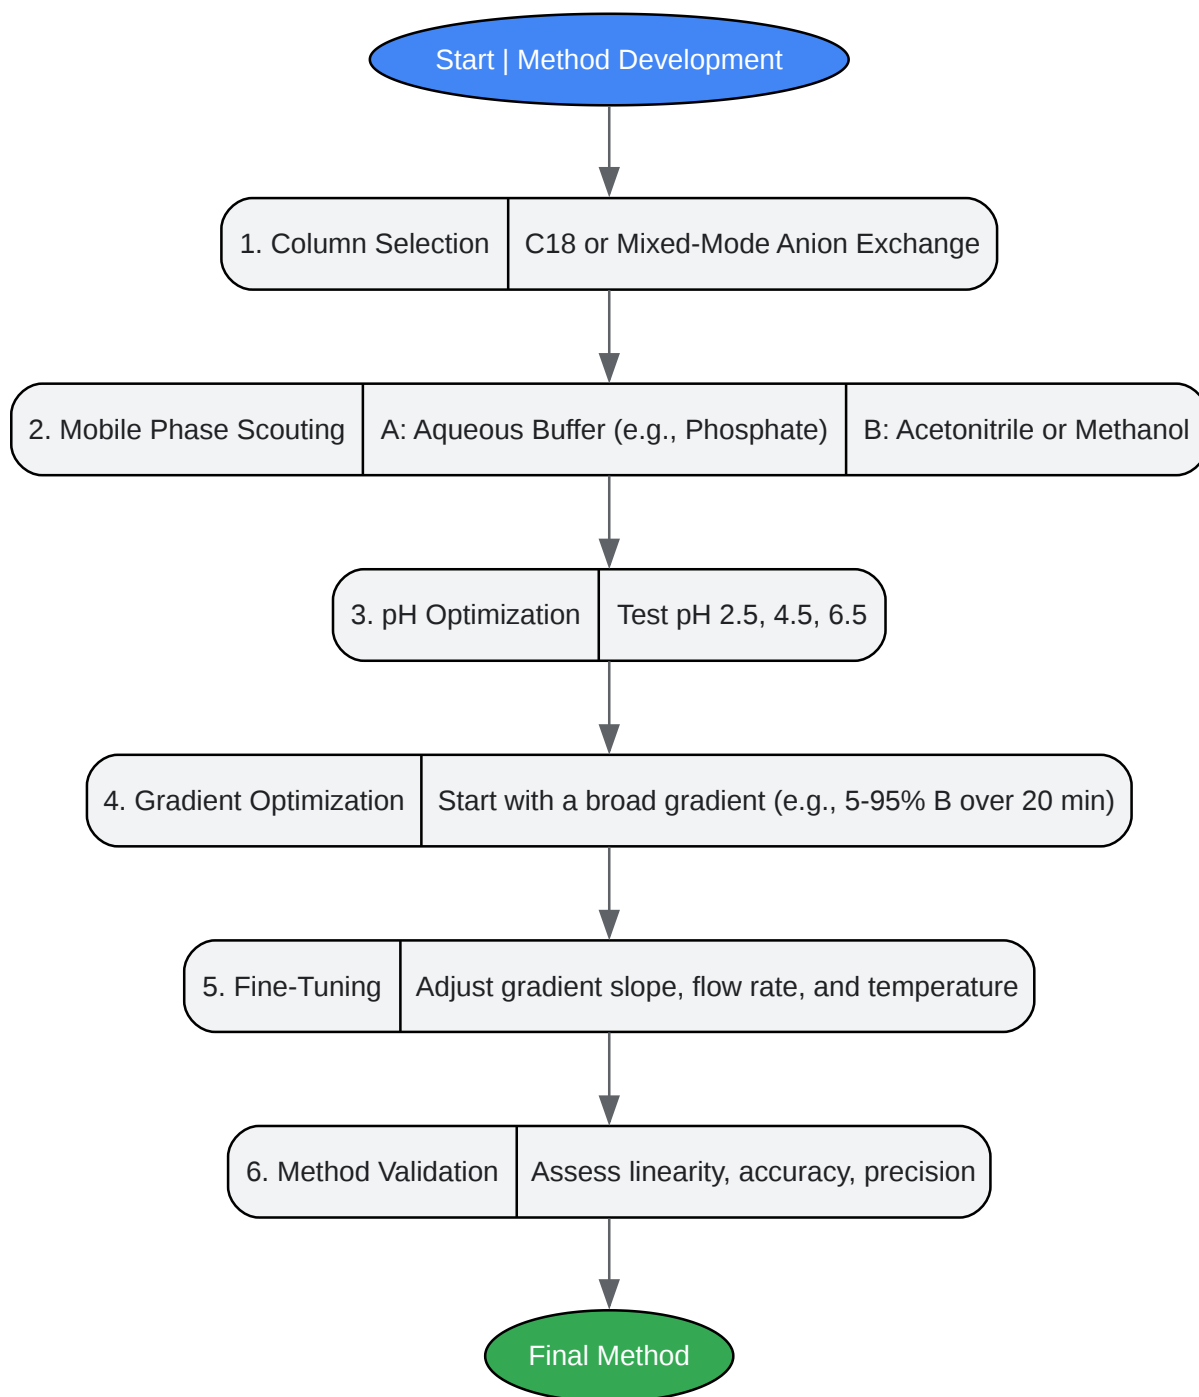 Start | Method Development
1. Column Selection
C18 or Mixed-Mode Anion Exchange
2. Mobile Phase Scouting
A: Aqueous Buffer (e.g., Phosphate)
B: Acetonitrile or Methanol
3. pH Optimization
Test pH 2.5, 4.5, 6.5
4. Gradient Optimization
Start with a broad gradient (e.g., 5-95% B over 20 min)
5. Fine-Tuning
Adjust gradient slope, flow rate, and temperature
6. Method Validation
Assess linearity, accuracy, precision
Final Method